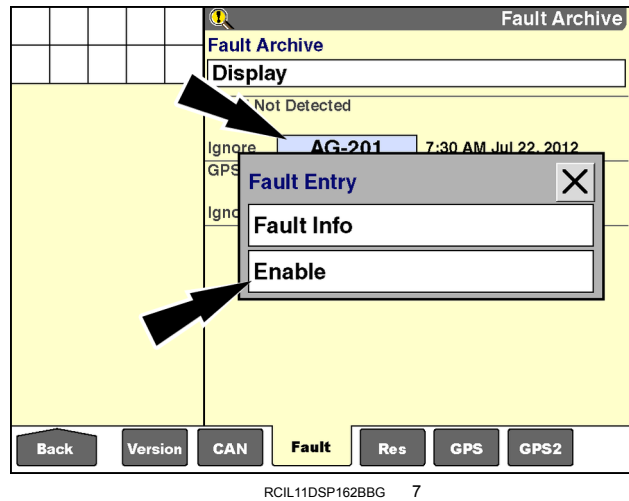 Fault Archive
Fault Archive
Display
Not Detected
Ignore AG-201 7:30 AM Jul 22, 2012
GPS
Fault Entry
Fault Info
Enable
Back Version CAN Fault Res GPS GPS2
RCIL11DSP162BBG 7